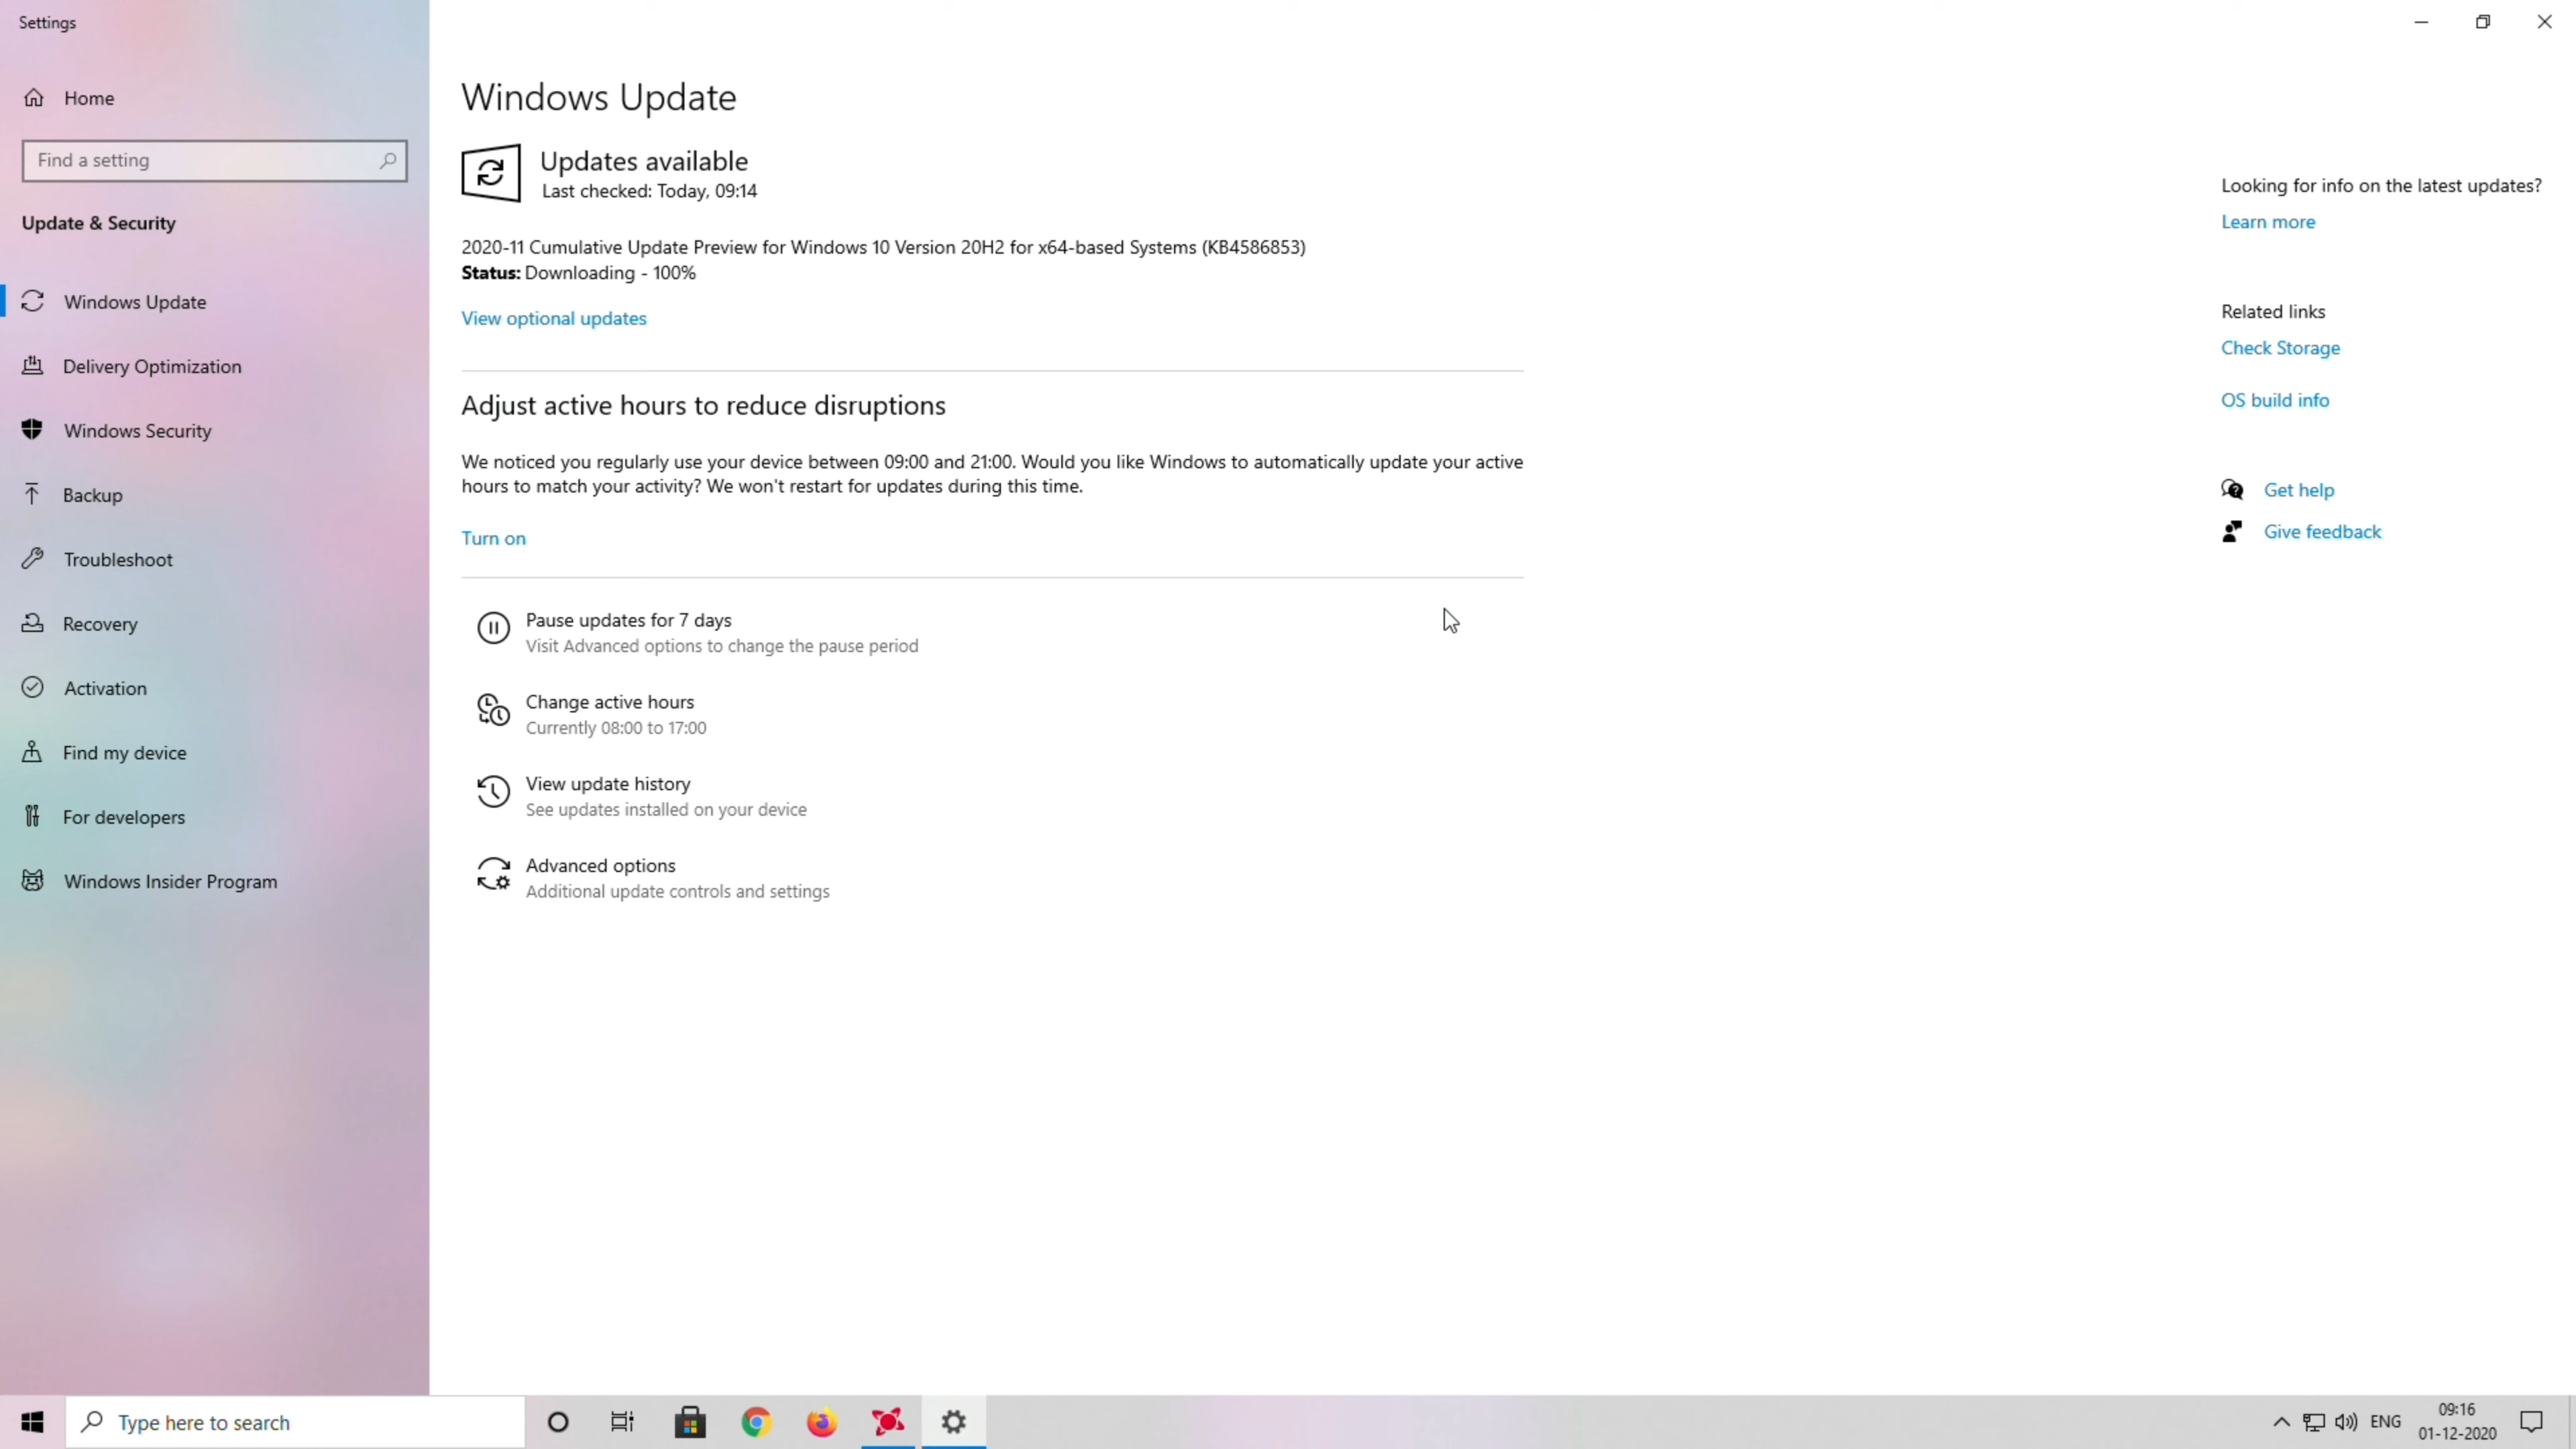 Settings
Home
Find a setting
Update & Security
Windows Update
Delivery Optimization
Windows Security
Backup
Troubleshoot
Recovery
Activation
Find my device
For developers
Windows Insider Program
Windows Update
Updates available
Last checked: Today, 09:14
2020-11 Cumulative Update Preview for Windows 10 Version 20H2 for x64-based Systems (KB4586853)
Status: Downloading - 100%
View optional updates
Adjust active hours to reduce disruptions
We noticed you regularly use your device between 09:00 and 21:00. Would you like Windows to automatically update your active
hours to match your activity? We won't restart for updates during this time.
Turn on
Pause updates for 7 days
Visit Advanced options to change the pause period
Change active hours
Currently 08:00 to 17:00
View update history
See updates installed on your device
Advanced options
Additional update controls and settings
Looking for info on the latest updates?
Learn more
Related links
Check Storage
OS build info
Get help
Give feedback
Type here to search
ENG
09:16
01-12-2020